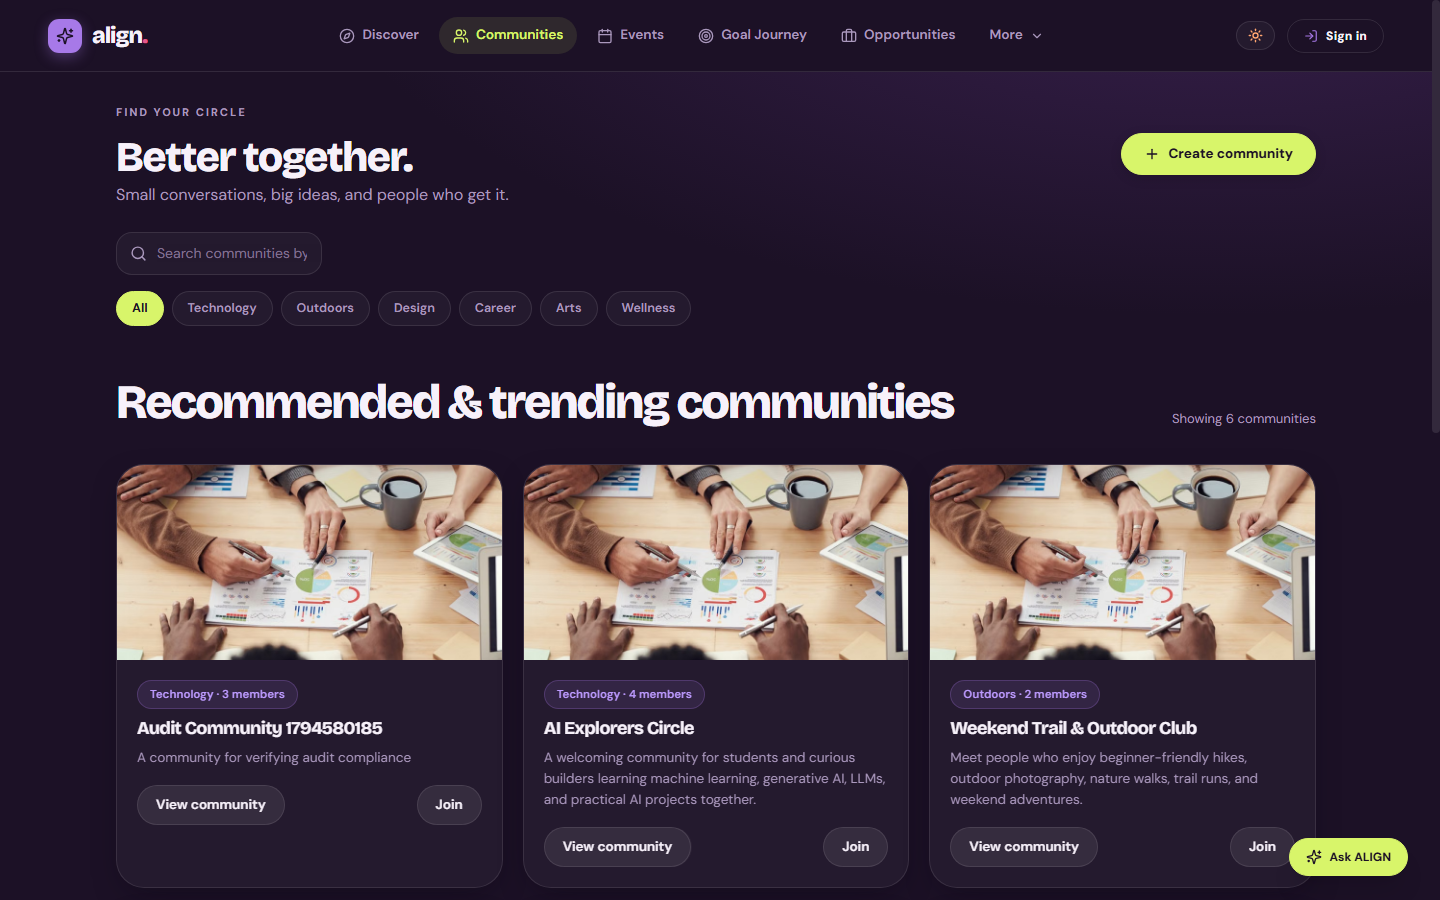 align.
Discover
Communities
Events
Goal Journey
Opportunities
More
Sign in
FIND YOUR CIRCLE
Better together.
Small conversations, big ideas, and people who get it.
Create community
Search communities by
All
Technology
Outdoors
Design
Career
Arts
Wellness
Recommended & trending communities
Showing 6 communities
Technology · 3 members
Audit Community 1794580185
A community for verifying audit compliance
View community
Join
Technology · 4 members
AI Explorers Circle
A welcoming community for students and curious
builders learning machine learning, generative AI, LLMs,
and practical AI projects together.
View community
Join
Outdoors · 2 members
Weekend Trail & Outdoor Club
Meet people who enjoy beginner-friendly hikes,
outdoor photography, nature walks, trail runs, and
weekend adventures.
View community
Join
Ask ALIGN